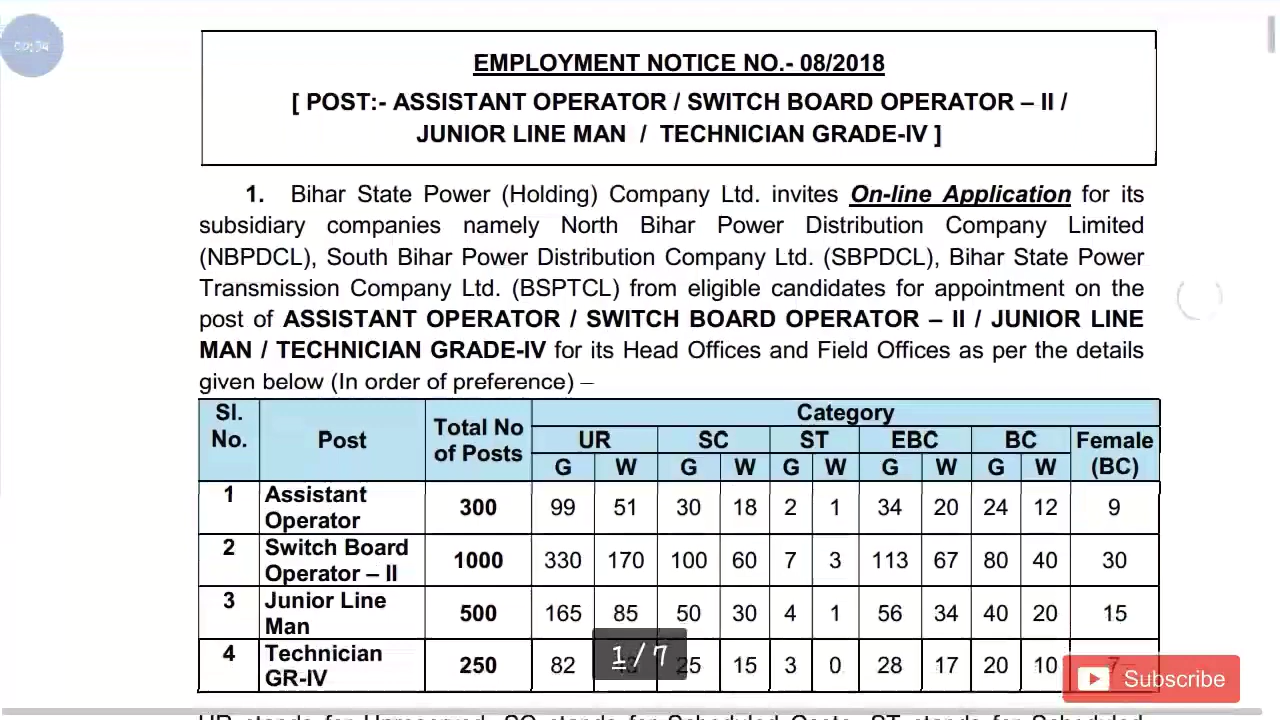 00:34
EMPLOYMENT NOTICE NO.- 08/2018
[ POST:- ASSISTANT OPERATOR / SWITCH BOARD OPERATOR – II /
JUNIOR LINE MAN / TECHNICIAN GRADE-IV ]
1. Bihar State Power (Holding) Company Ltd. invites On-line Application for its
subsidiary companies namely North Bihar Power Distribution Company Limited
(NBPDCL), South Bihar Power Distribution Company Ltd. (SBPDCL), Bihar State Power
Transmission Company Ltd. (BSPTCL) from eligible candidates for appointment on the
post of ASSISTANT OPERATOR / SWITCH BOARD OPERATOR – II / JUNIOR LINE
MAN / TECHNICIAN GRADE-IV for its Head Offices and Field Offices as per the details
given below (In order of preference) –
Sl. No. Post Total No of Posts Category
UR SC ST EBC BC Female (BC)
G W G W G W G W G W
1 Assistant Operator 300 99 51 30 18 2 1 34 20 24 12 9
2 Switch Board Operator – II 1000 330 170 100 60 7 3 113 67 80 40 30
3 Junior Line Man 500 165 85 50 30 4 1 56 34 40 20 15
4 Technician GR-IV 250 82 25 15 3 0 28 17 20 10 7
1 / 7
Subscribe